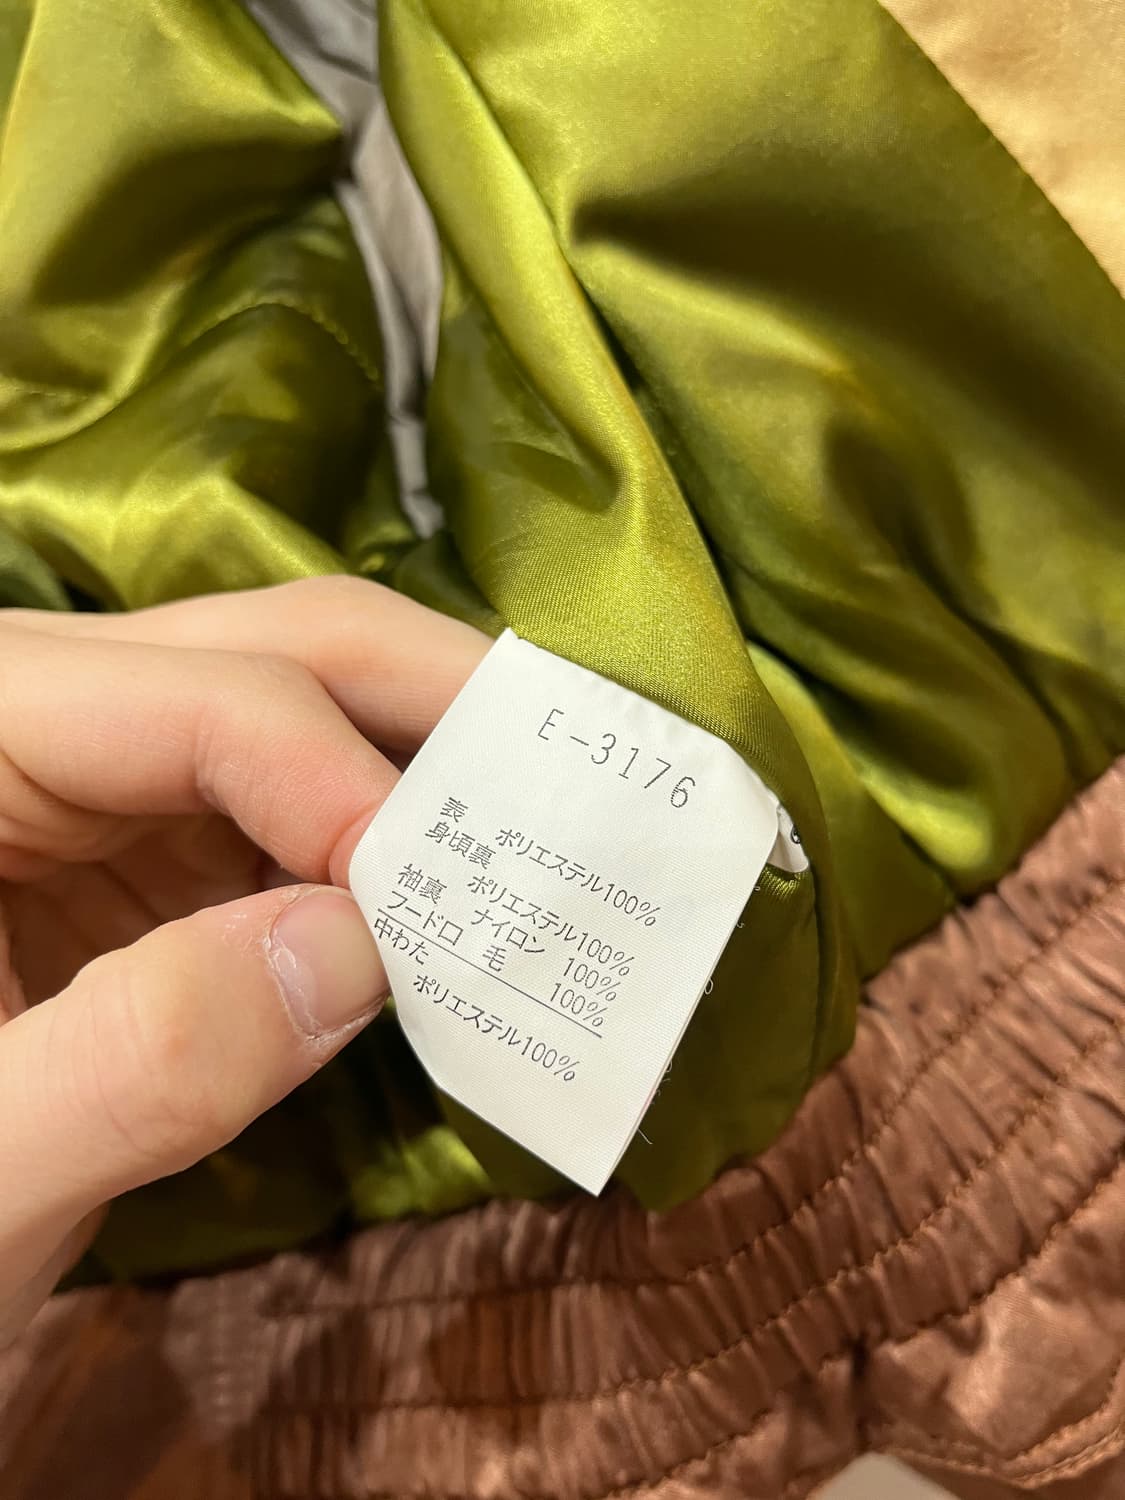 E-3176
表 ポリエステル100%
身頃裏
ポリエステル100%
袖裏 ナイロン 100%
フード口 毛 100%
中わた
ポリエステル100%